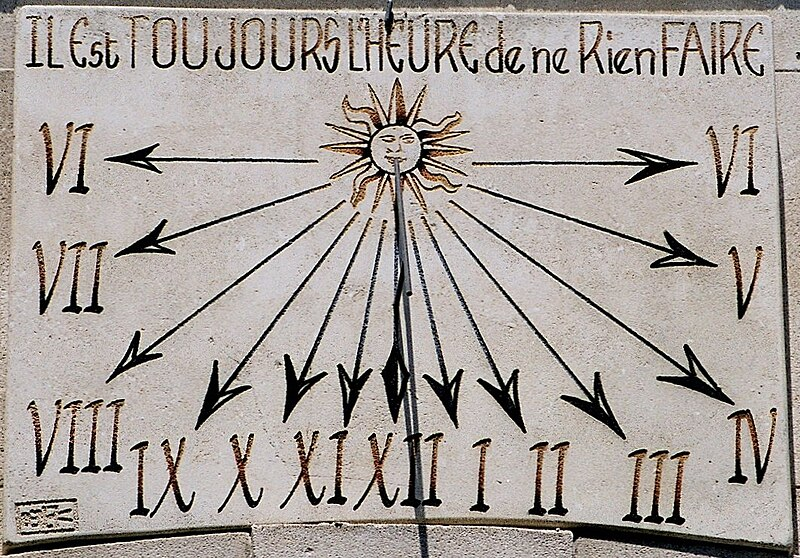 IL Est TOUJOURS L'HEURE de ne Rien FAIRE
VI VI
VII V
VIII IX X XI XII I II III IV